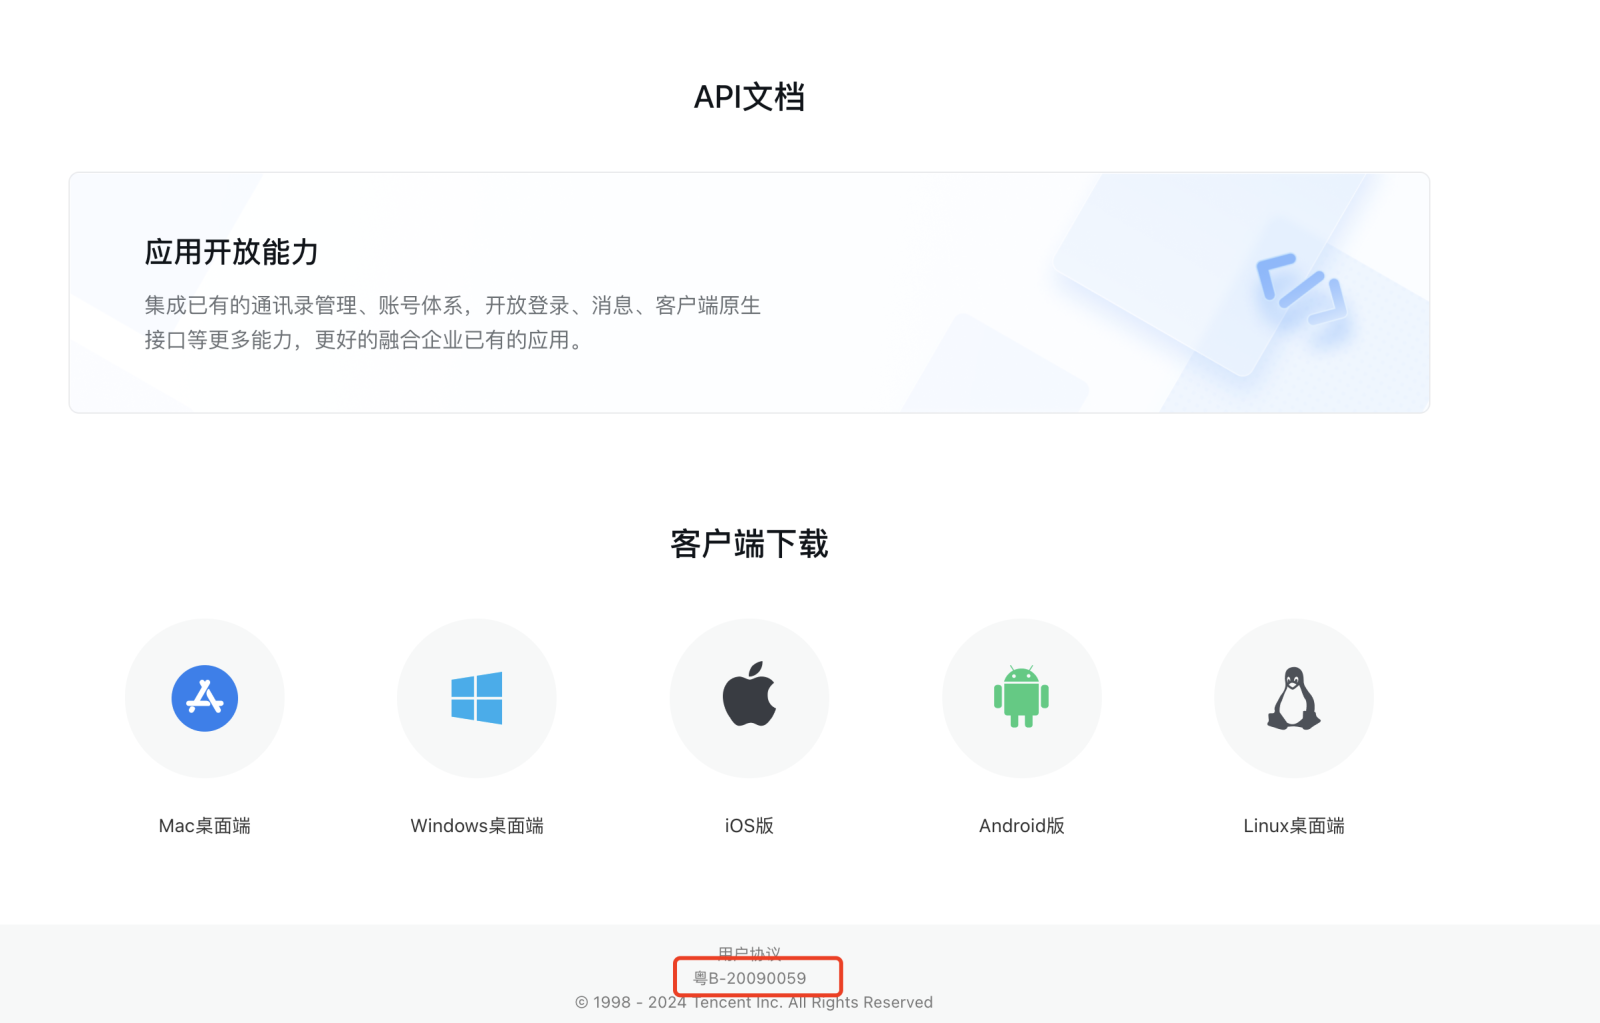 API文档
应用开放能力
集成已有的通讯录管理、账号体系，开放登录、消息、客户端原生
接口等更多能力，更好的融合企业已有的应用。
客户端下载
Mac桌面端
Windows桌面端
iOS版
Android版
Linux桌面端
用户协议
粤B-20090059
© 1998 - 2024 Tencent Inc. All Rights Reserved